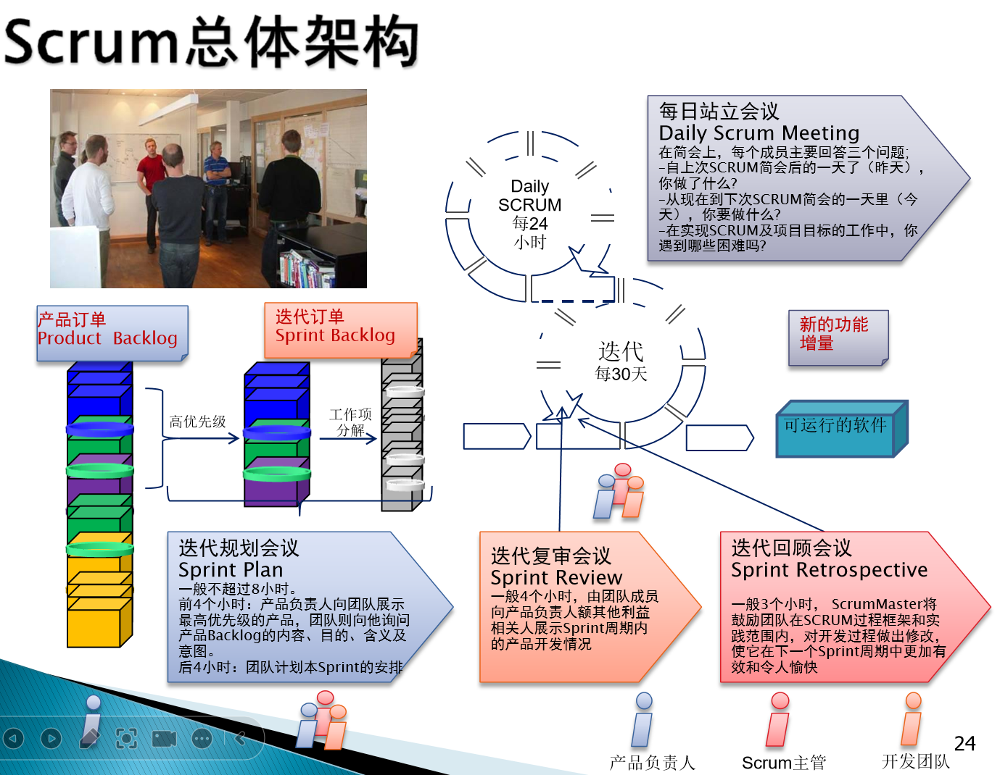 Scrum总体架构
每日站立会议
Daily Scrum Meeting
在简会上，每个成员主要回答三个问题;
-自上次SCRUM简会后的一天了（昨天），
你做了什么?
-从现在到下次SCRUM简会的一天里（今
天），你要做什么?
-在实现SCRUM及项目目标的工作中，你
遇到哪些困难吗?
Daily
SCRUM
每24
小时
产品订单
Product Backlog
迭代订单
Sprint Backlog
迭代
每30天
新的功能
增量
高优先级
工作项
分解
可运行的软件
迭代规划会议
Sprint Plan
一般不超过8小时。
前4个小时：产品负责人向团队展示
最高优先级的产品，团队则向他询问
产品Backlog的内容、目的、含义及
意图。
后4小时：团队计划本Sprint的安排
迭代复审会议
Sprint Review
一般4个小时，由团队成员
向产品负责人额其他利益
相关人展示Sprint周期内
的产品开发情况
迭代回顾会议
Sprint Retrospective
一般3个小时， ScrumMaster将
鼓励团队在SCRUM过程框架和实
践范围内，对开发过程做出修改，
使它在下一个Sprint周期中更加有
效和令人愉快
产品负责人
Scrum主管
开发团队
24